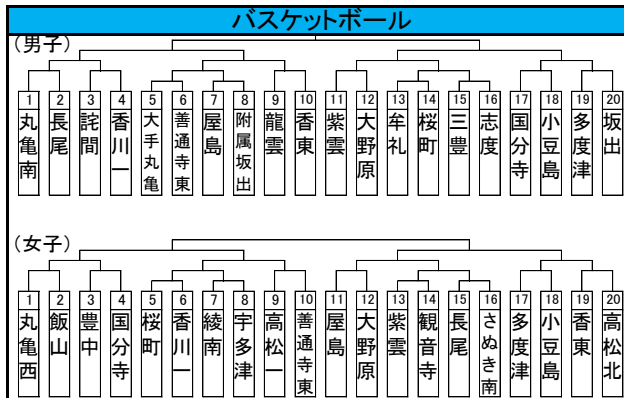 バスケットボール
(男子)
1 2 3 4 5 6 7 8 9 10 11 12 13 14 15 16 17 18 19 20
丸亀南
長尾
詫間
香川一
大手丸亀
善通寺東
屋島
附属坂出
龍雲
香東
紫雲
大野原
牟礼
桜町
三豊
志度
国分寺
小豆島
多度津
坂出
(女子)
1 2 3 4 5 6 7 8 9 10 11 12 13 14 15 16 17 18 19 20
丸亀西
飯山
豊中
国分寺
桜町
香川一
綾南
宇多津
高松一
善通寺東
屋島
大野原
紫雲
観音寺
長尾
さぬき南
多度津
小豆島
香東
高松北